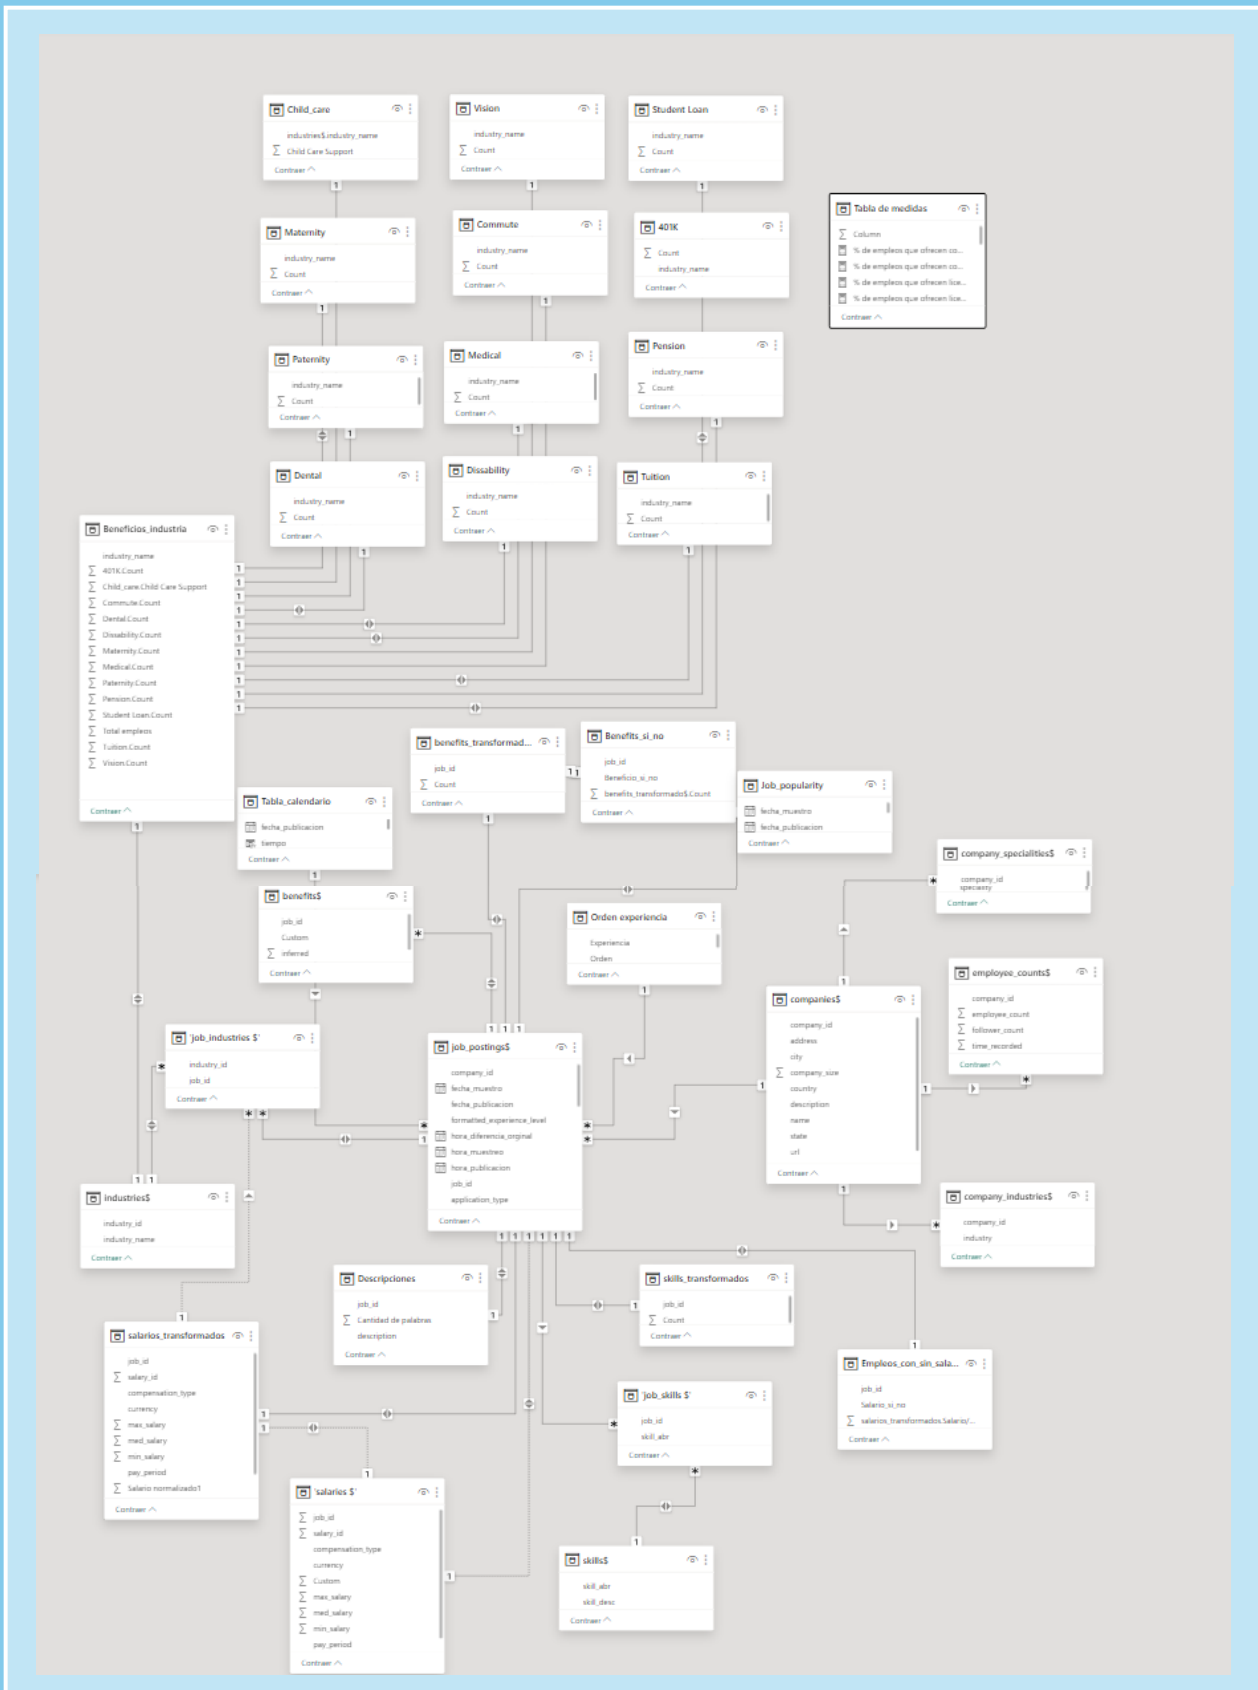 Child_care
industries$.industry_name
Child Care Support
Contraer
Vision
industry_name
Count
Contraer
Student Loan
industry_name
Count
Contraer
Tabla de medidas
Column
% de empleos que ofrecen co...
% de empleos que ofrecen co...
% de empleos que ofrecen lice...
% de empleos que ofrecen lice...
Contraer
Maternity
industry_name
Count
Contraer
Commute
industry_name
Count
Contraer
401K
Count
industry_name
Contraer
Paternity
industry_name
Count
Contraer
Medical
industry_name
Count
Contraer
Pension
industry_name
Count
Contraer
Dental
industry_name
Count
Contraer
Dissability
industry_name
Count
Contraer
Tuition
industry_name
Count
Contraer
Beneficios_industria
industry_name
401K.Count
Child_care.Child Care Support
Commute.Count
Dental.Count
Dissability.Count
Maternity.Count
Medical.Count
Paternity.Count
Pension.Count
Student Loan.Count
Total empleos
Tuition.Count
Vision.Count
Contraer
benefits_transformad...
job_id
Count
Contraer
Benefits_si_no
job_id
Beneficio_si_no
benefits_transformado$.Count
Job_popularity
fecha_muestro
fecha_publicacion
Contraer
Tabla_calendario
fecha_publicacion
tiempo
Contraer
company_specialities$
company_id
speciality
Contraer
benefits$
job_id
Custom
inferred
Contraer
Orden experiencia
Experiencia
Orden
Contraer
employee_counts$
company_id
employee_count
follower_count
time_recorded
Contraer
companies$
company_id
address
city
company_size
country
description
name
state
url
Contraer
'job_industries $'
industry_id
job_id
Contraer
job_postings$
company_id
fecha_muestro
fecha_publicacion
formatted_experience_level
hora_diferencia_orginal
hora_muestreo
hora_publicacion
job_id
application_type
Contraer
industries$
industry_id
industry_name
Contraer
company_industries$
company_id
industry
Contraer
Descripciones
job_id
Cantidad de palabras
description
Contraer
skills_transformados
job_id
Count
Contraer
salarios_transformados
job_id
salary_id
compensation_type
currency
max_salary
med_salary
min_salary
pay_period
Salario normalizado1
Contraer
Empleos_con_sin_sala...
job_id
Salario_si_no
salarios_transformados.Salario/...
Contraer
'job_skills $'
job_id
skill_abr
Contraer
'salaries $'
job_id
salary_id
compensation_type
currency
Custom
max_salary
med_salary
min_salary
pay_period
Contraer
skills$
skill_abr
skill_desc
Contraer